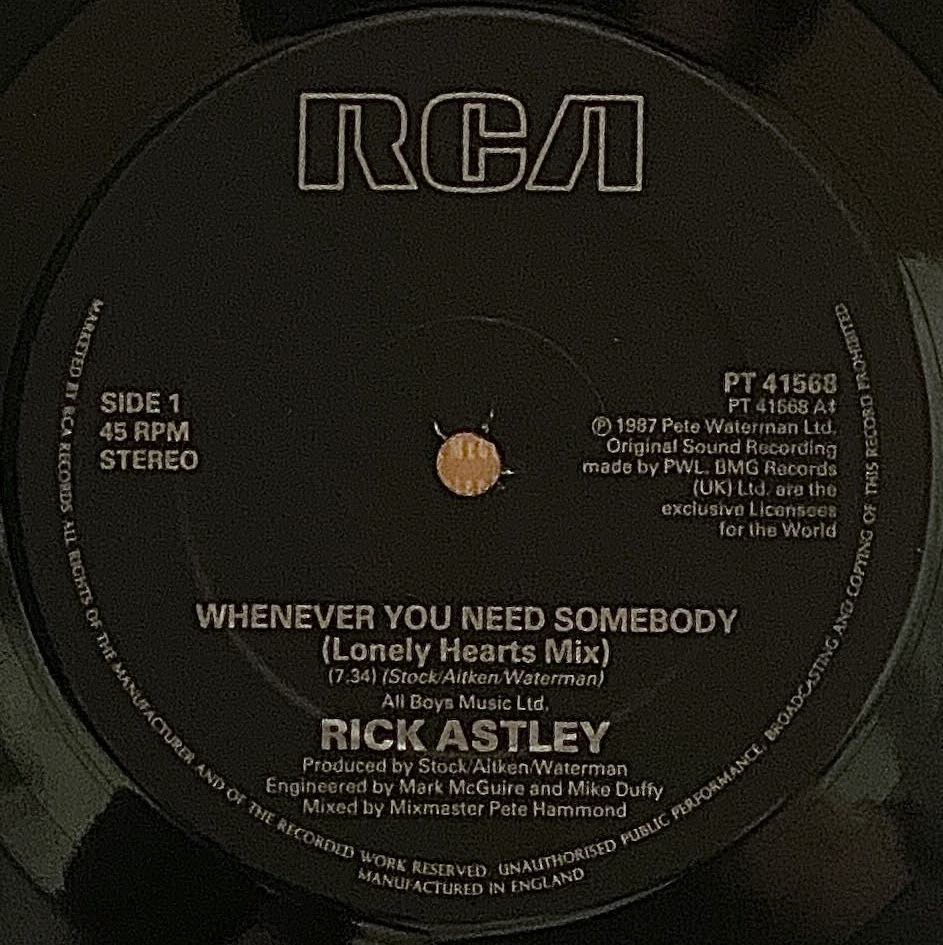 RCA
SIDE 1
45 RPM
STEREO
PT 41568
PT 41568 A‡
℗ 1987 Pete Waterman Ltd.
Original Sound Recording
made by PWL. BMG Records
(UK) Ltd. are the
exclusive Licensees
for the World
WHENEVER YOU NEED SOMEBODY
(Lonely Hearts Mix)
(7.34) (Stock/Aitken/Waterman)
All Boys Music Ltd.
RICK ASTLEY
Produced by Stock/Aitken/Waterman
Engineered by Mark McGuire and Mike Duffy
Mixed by Mixmaster Pete Hammond
MARKETED BY RCA RECORDS. ALL RIGHTS OF THE MANUFACTURER AND OF THE RECORDED WORK RESERVED. UNAUTHORISED PUBLIC PERFORMANCE, BROADCASTING AND COPYING OF THIS RECORD PROHIBITED
MANUFACTURED IN ENGLAND